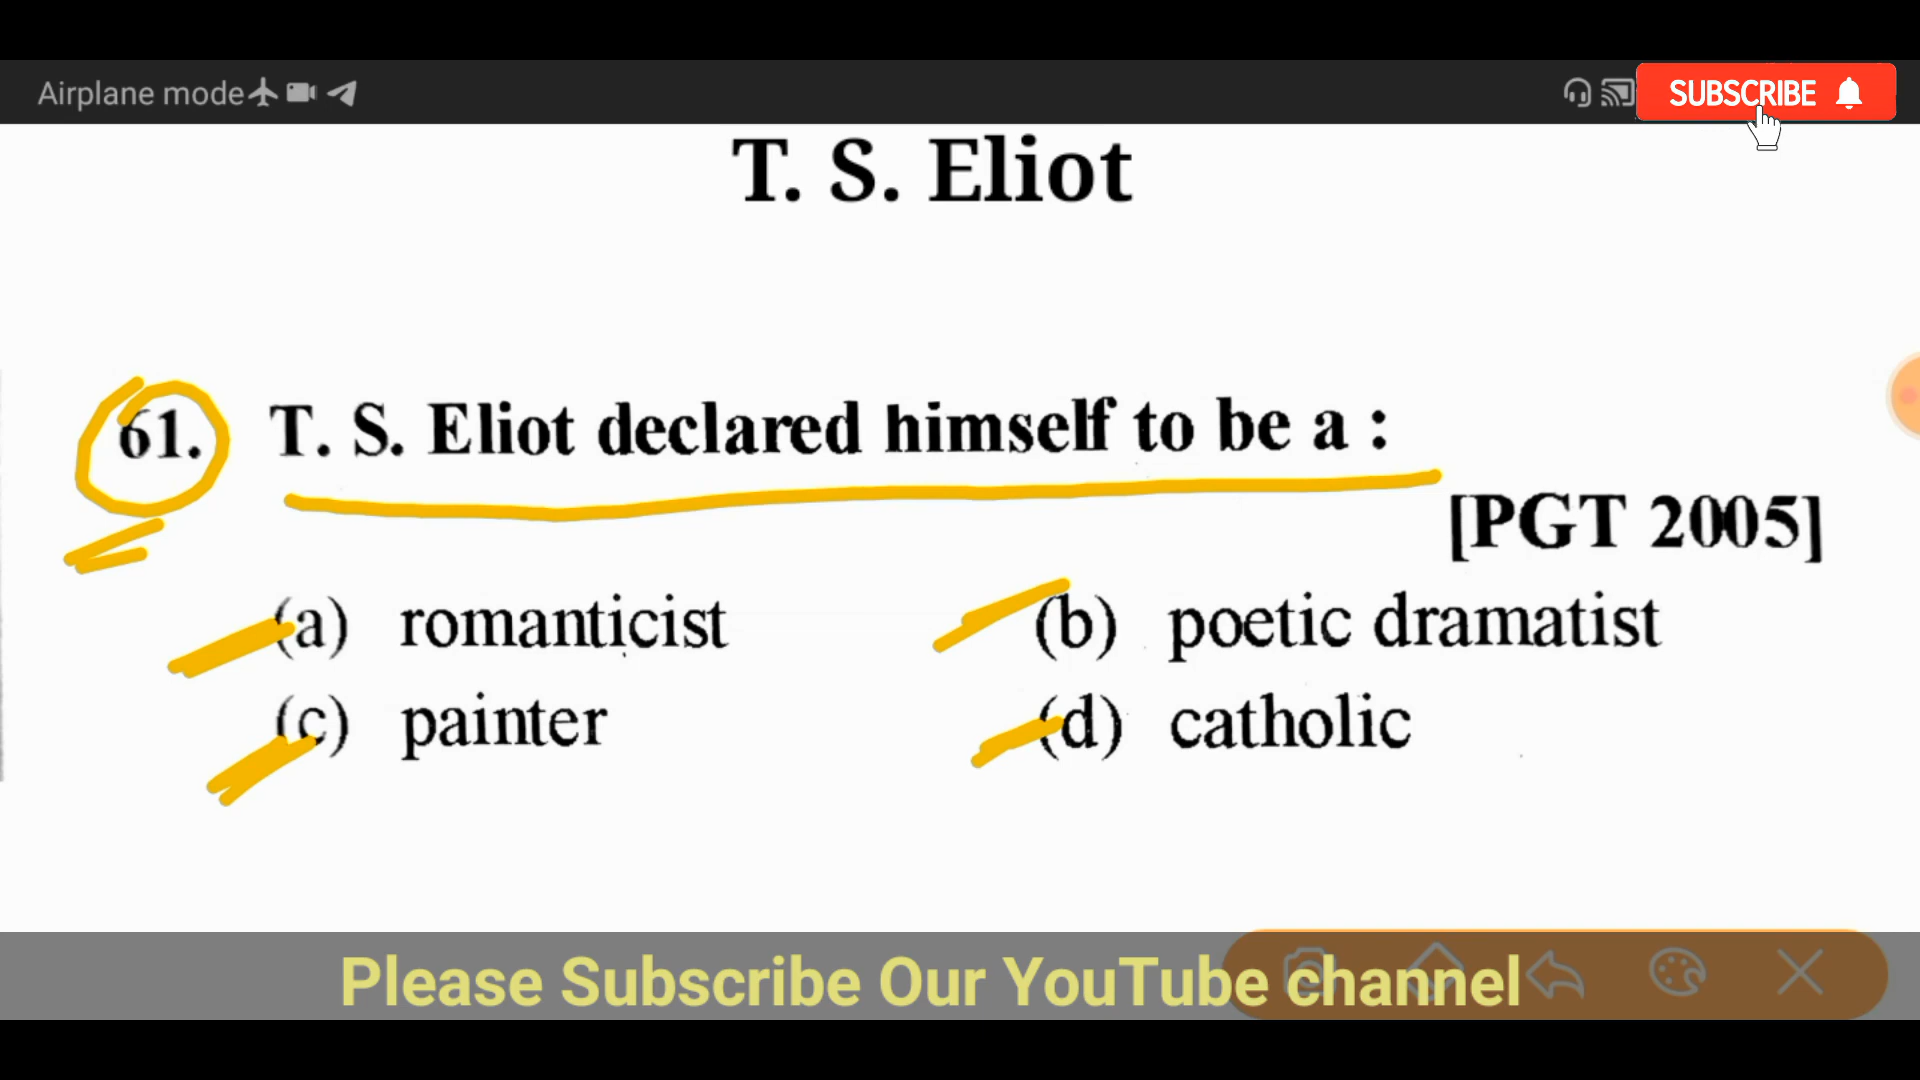 Airplane mode
SUBSCRIBE
T. S. Eliot
61. T. S. Eliot declared himself to be a :
[PGT 2005]
(a) romanticist (b) poetic dramatist
(c) painter (d) catholic
Please Subscribe Our YouTube channel